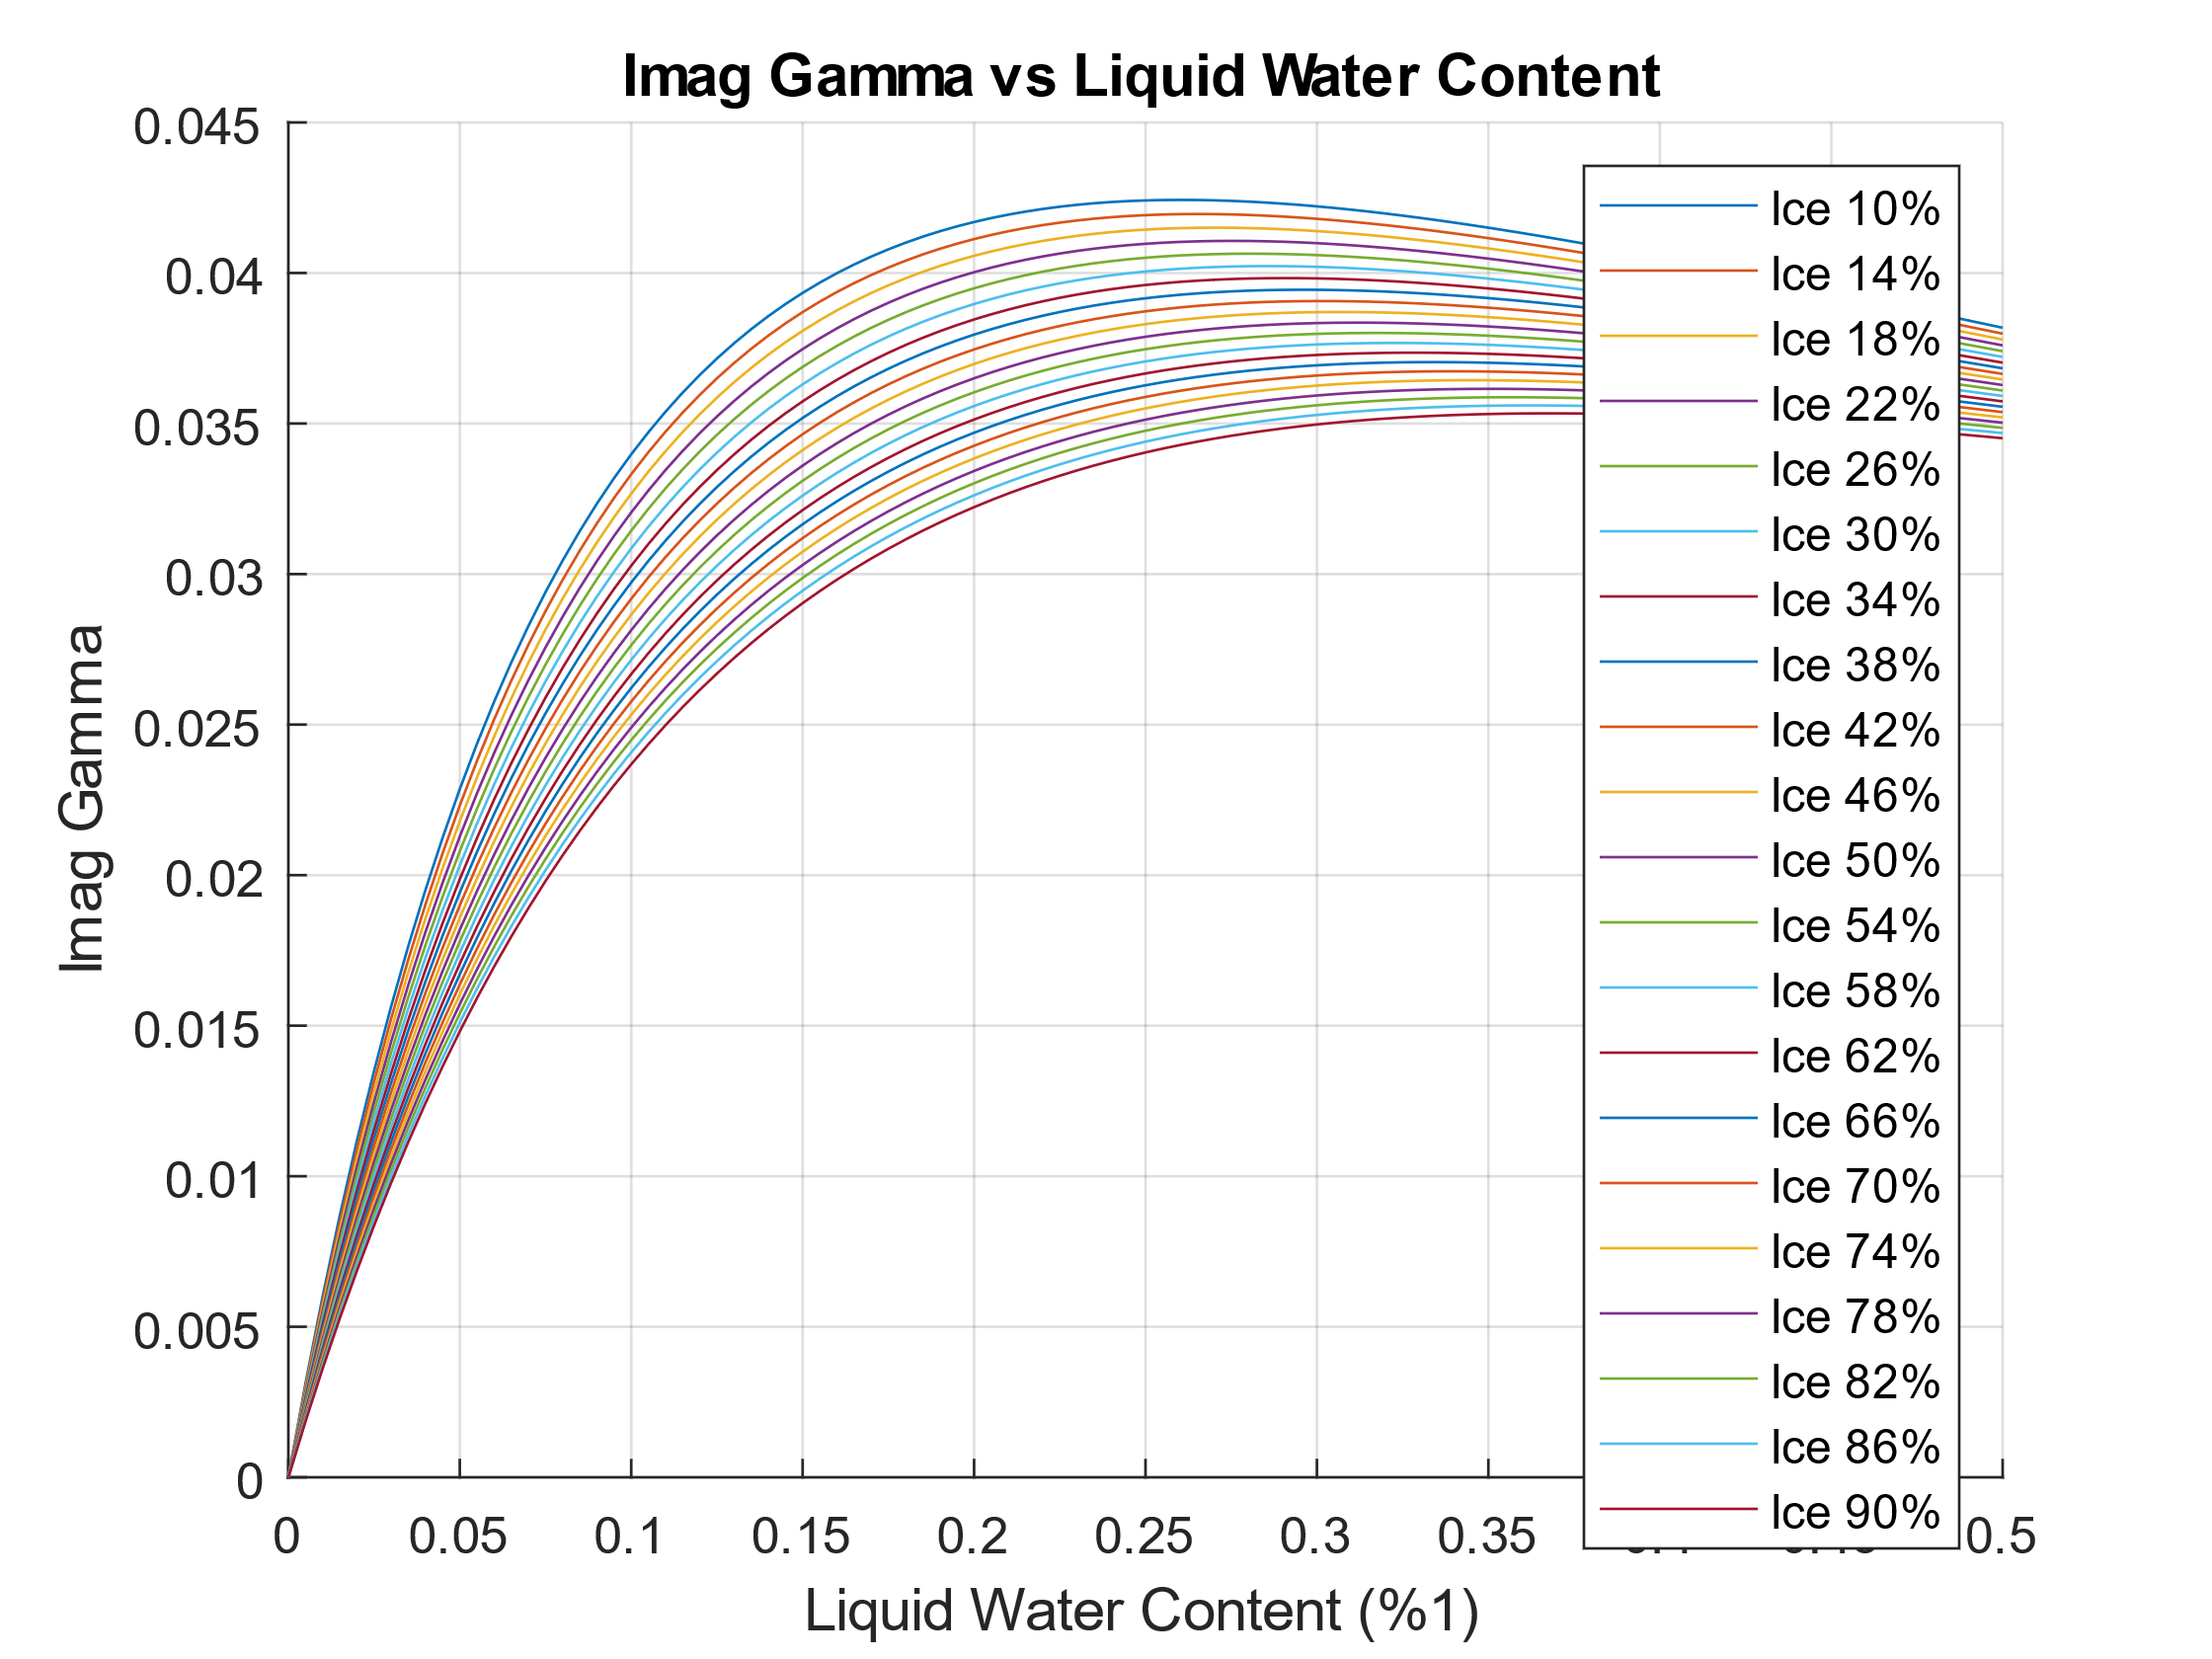 Imag Gamma vs Liquid Water Content
0.045
0.04
0.035
0.03
0.025
0.02
0.015
0.01
0.005
0
Imag Gamma
0 0.05 0.1 0.15 0.2 0.25 0.3 0.35 0.5
Liquid Water Content (%1)
Ice 10%
Ice 14%
Ice 18%
Ice 22%
Ice 26%
Ice 30%
Ice 34%
Ice 38%
Ice 42%
Ice 46%
Ice 50%
Ice 54%
Ice 58%
Ice 62%
Ice 66%
Ice 70%
Ice 74%
Ice 78%
Ice 82%
Ice 86%
Ice 90%